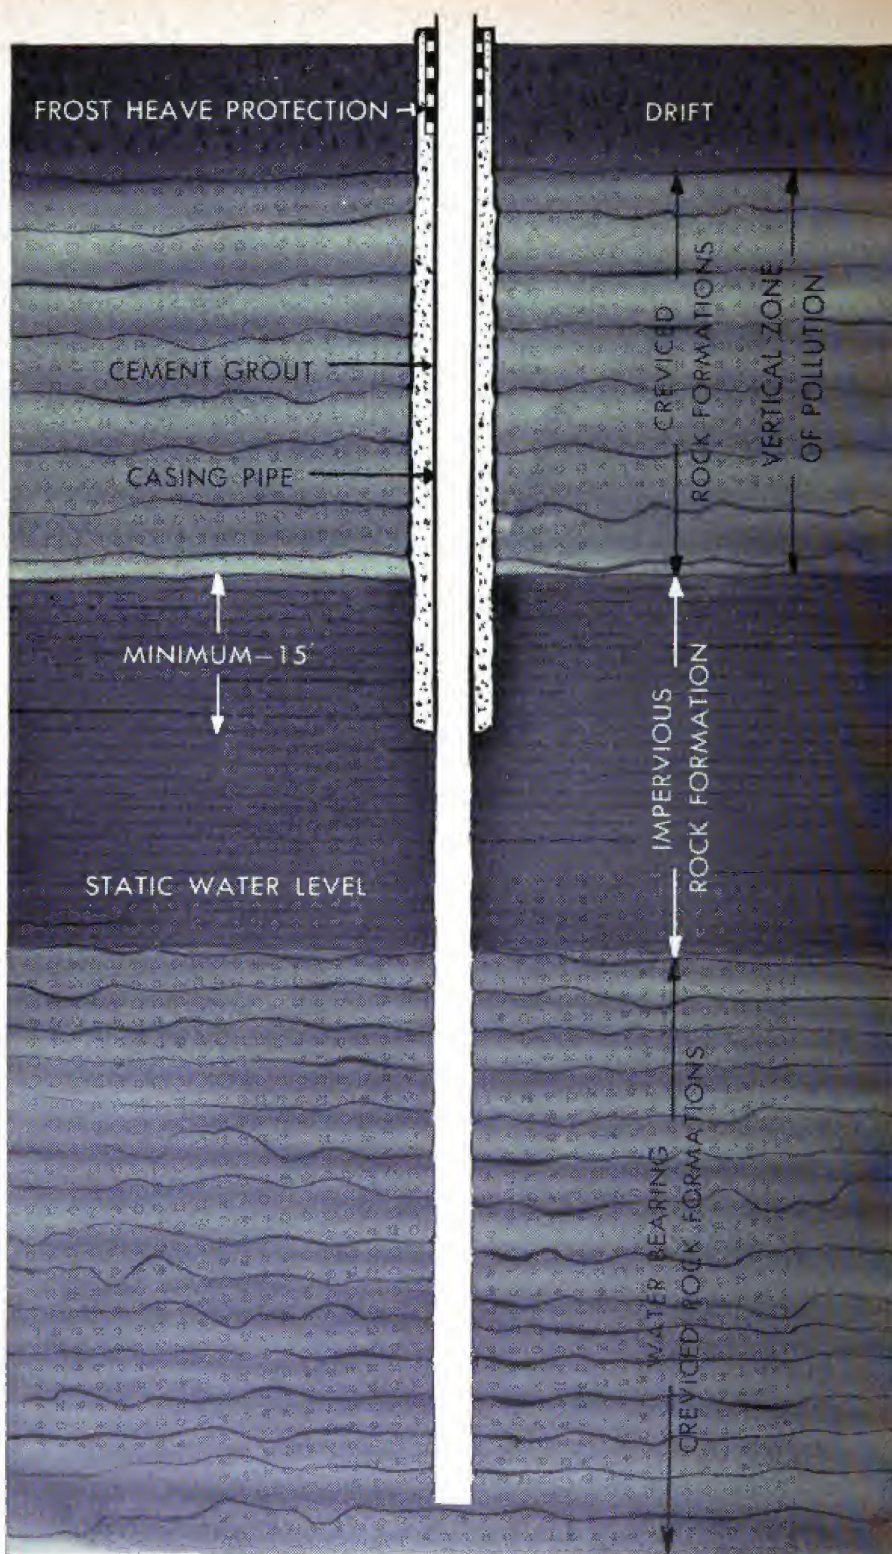 FROST HEAVE PROTECTION
DRIFT
CREVICED
ROCK FORMATIONS
VERTICAL ZONE
OF POLLUTION
CEMENT GROUT
CASING PIPE
MINIMUM—15'
IMPERVIOUS
ROCK FORMATION
STATIC WATER LEVEL
WATER BEARING
CREVICED ROCK FORMATIONS